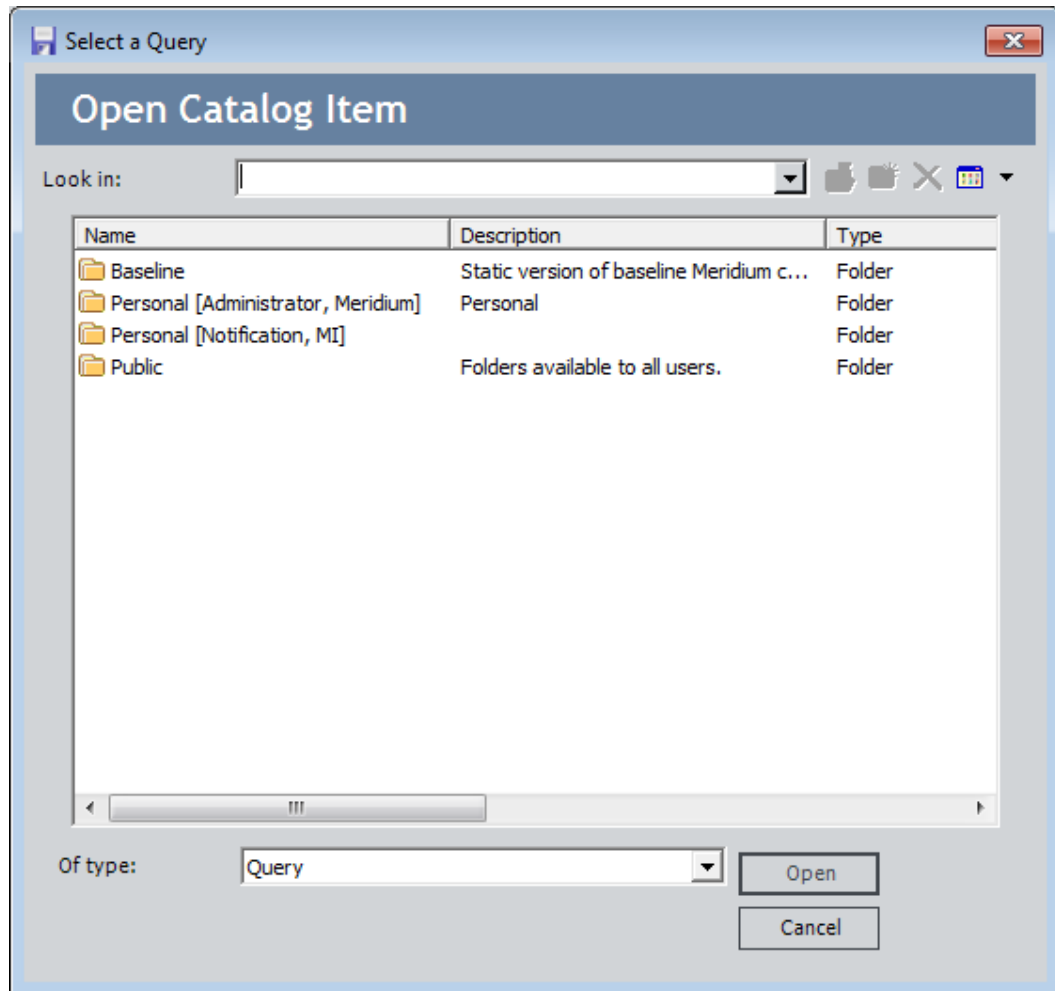 Select a Query
Open Catalog Item
Look in:
Name Description Type
Baseline Static version of baseline Meridium c... Folder
Personal [Administrator, Meridium] Personal Folder
Personal [Notification, MI] Folder
Public Folders available to all users. Folder
Of type: Query Open
Cancel